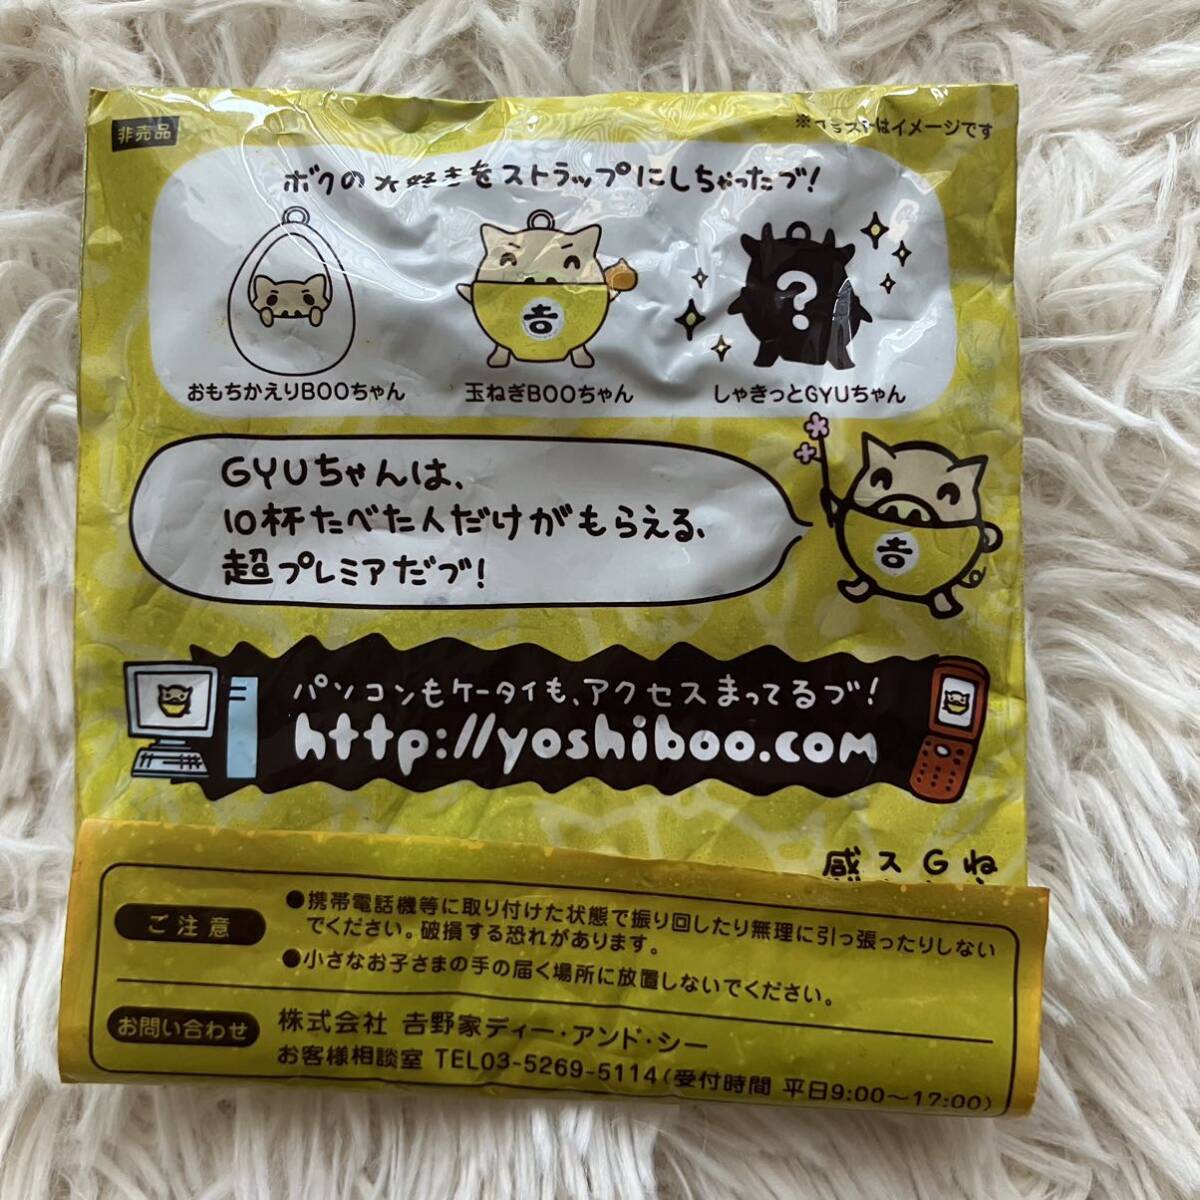 非売品
※イラストはイメージです
ボクの大好きをストラップにしちゃったブ!
吉
?
おもちかえりBOOちゃん
玉ねぎBOOちゃん
しゃきっとGYUちゃん
GYUちゃんは、
10杯たべた人だけがもらえる、
超プレミアだブ!
吉
パソコンもケータイも、アクセスまってるブ!
http://yoshiboo.com
感スGね
ご注意
●携帯電話機等に取り付けた状態で振り回したり無理に引っ張ったりしない
でください。破損する恐れがあります。
●小さなお子さまの手の届く場所に放置しないでください。
お問い合わせ
株式会社 吉野家ディー・アンド・シー
お客様相談室 TEL03-5269-5114(受付時間 平日9:00～17:00)